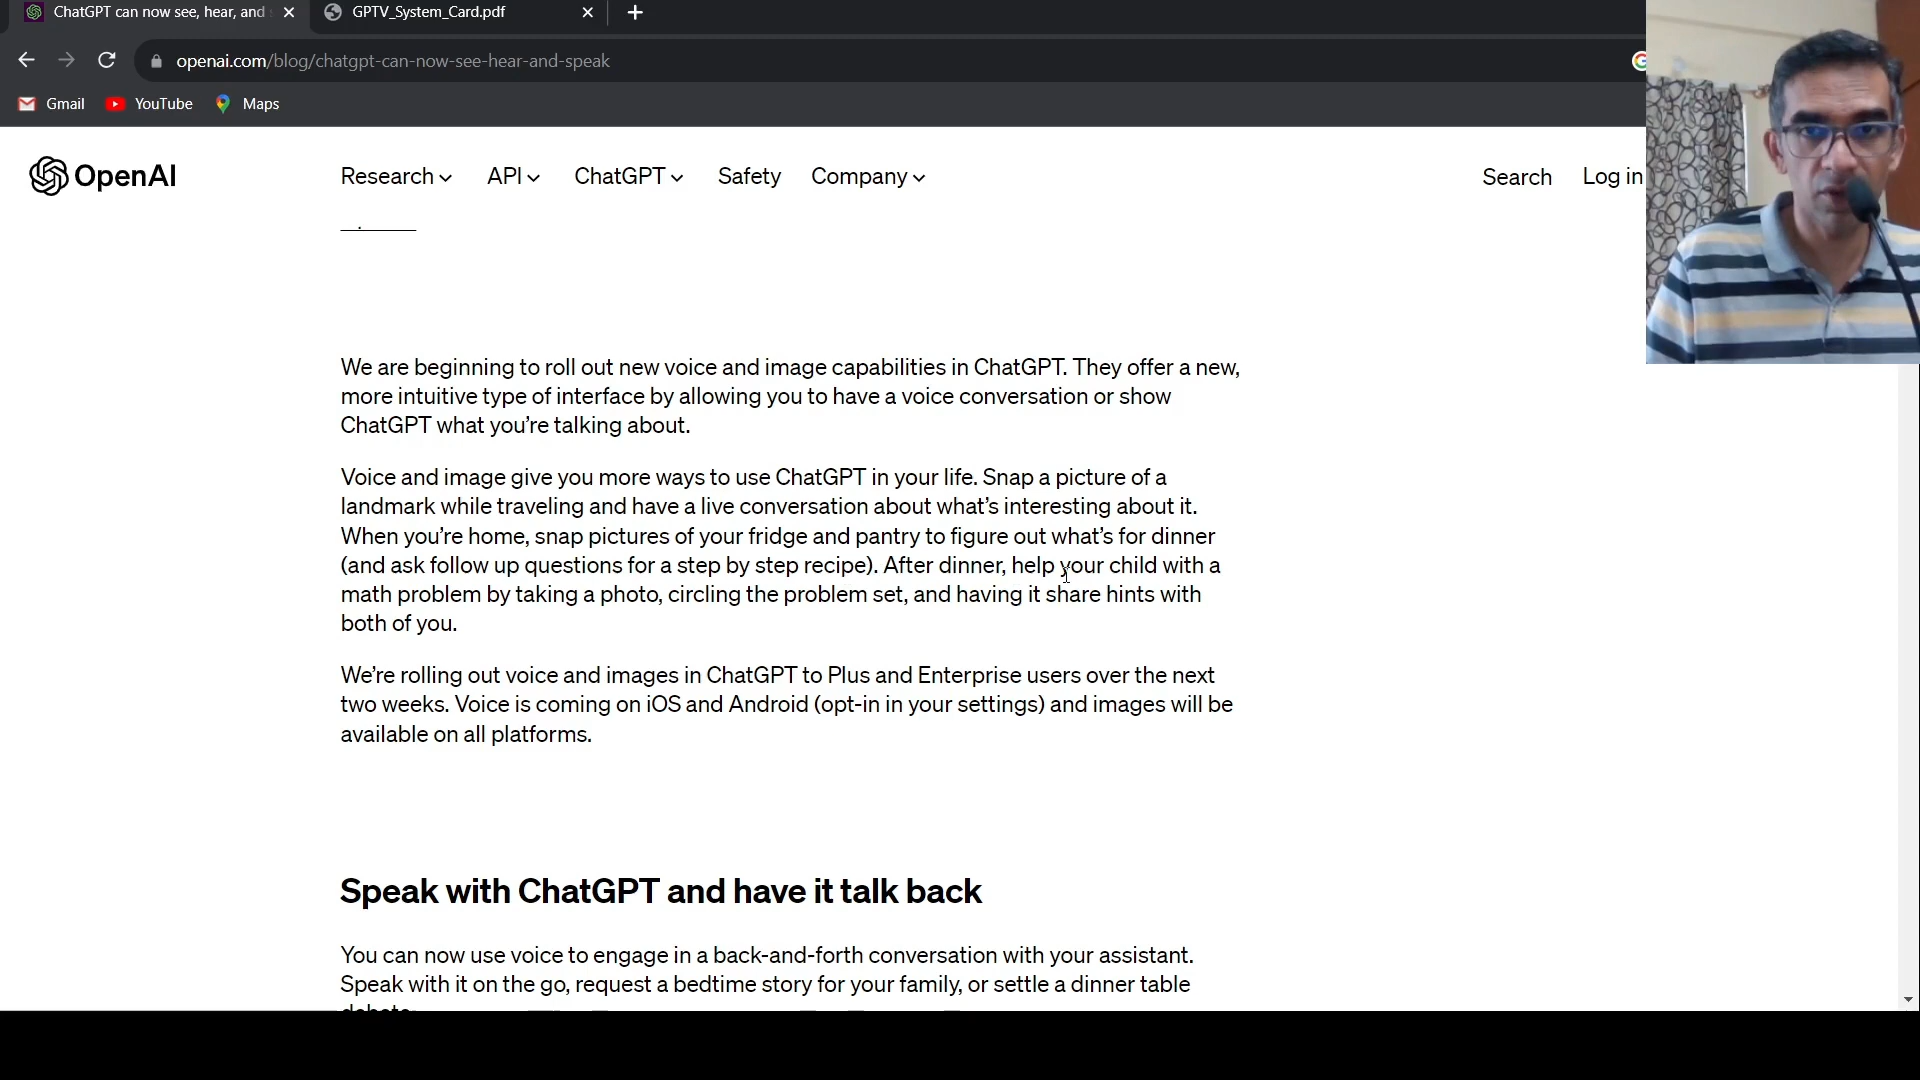 ChatGPT can now see, hear, and
GPTV_System_Card.pdf
openai.com/blog/chatgpt-can-now-see-hear-and-speak
Gmail
YouTube
Maps
OpenAI
Research
API
ChatGPT
Safety
Company
Search
Log in
We are beginning to roll out new voice and image capabilities in ChatGPT. They offer a new,
more intuitive type of interface by allowing you to have a voice conversation or show
ChatGPT what you’re talking about.
Voice and image give you more ways to use ChatGPT in your life. Snap a picture of a
landmark while traveling and have a live conversation about what’s interesting about it.
When you’re home, snap pictures of your fridge and pantry to figure out what’s for dinner
(and ask follow up questions for a step by step recipe). After dinner, help your child with a
math problem by taking a photo, circling the problem set, and having it share hints with
both of you.
We’re rolling out voice and images in ChatGPT to Plus and Enterprise users over the next
two weeks. Voice is coming on iOS and Android (opt-in in your settings) and images will be
available on all platforms.
Speak with ChatGPT and have it talk back
You can now use voice to engage in a back-and-forth conversation with your assistant.
Speak with it on the go, request a bedtime story for your family, or settle a dinner table